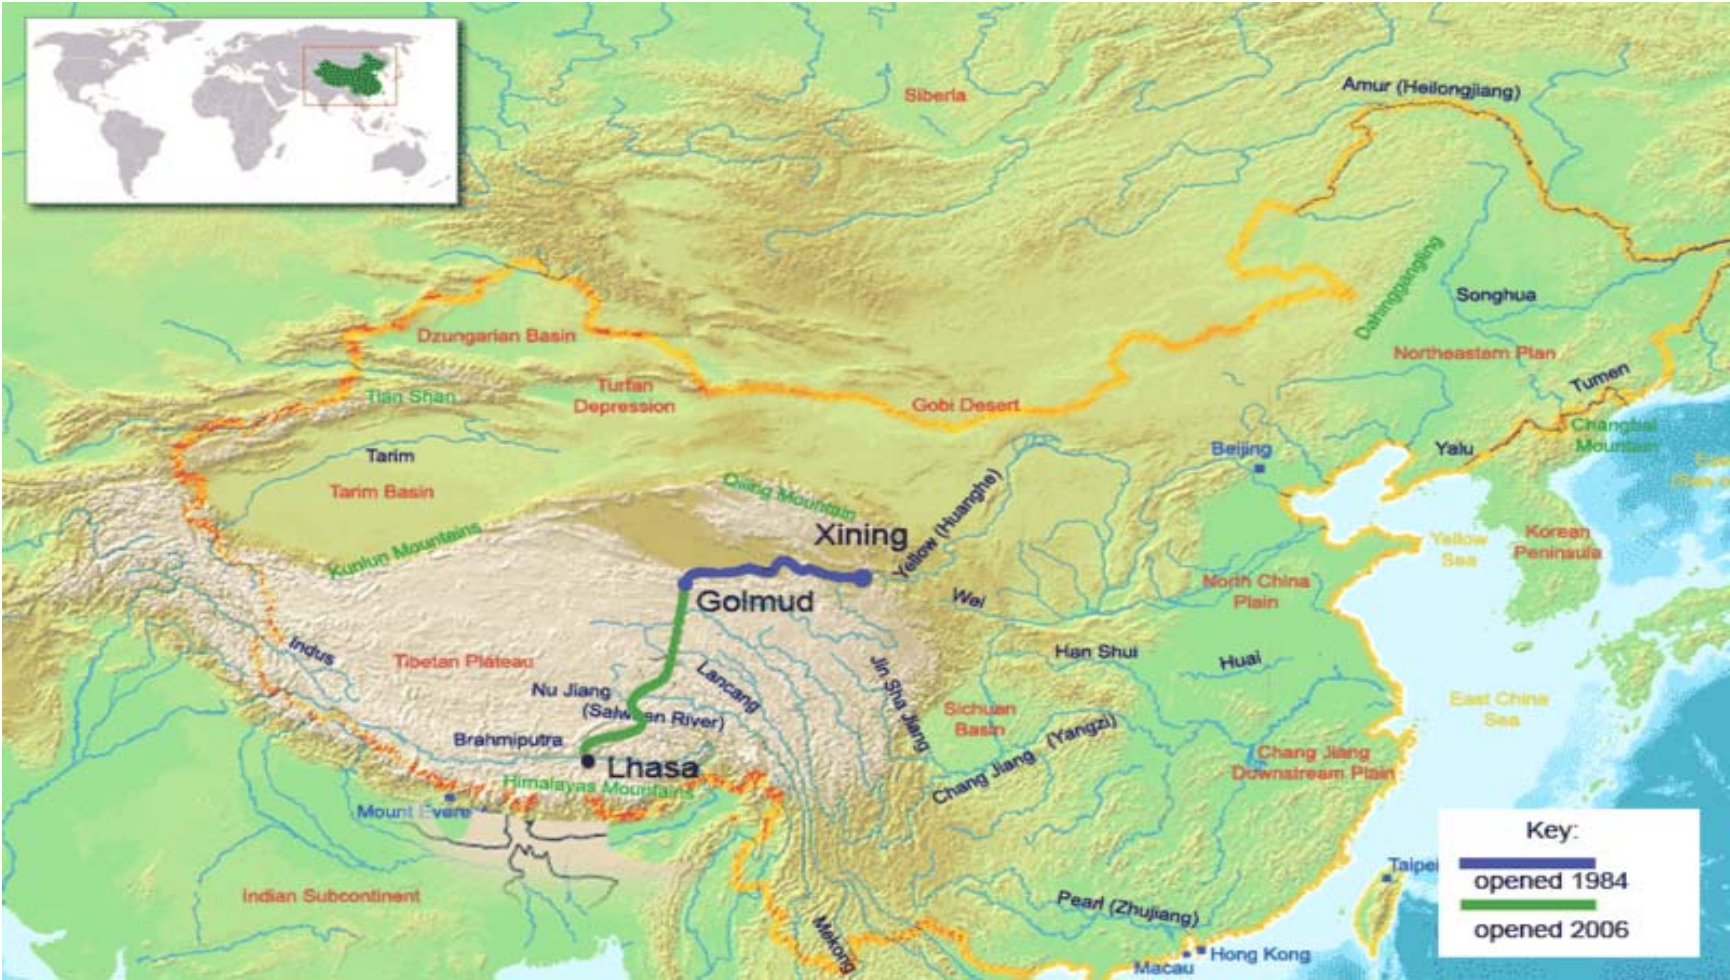 Amur (Heilongjiang)
Siberia
Dahinggangling
Songhua
Dzungarian Basin
Northeastern Plan
Tumen
Turfan
Depression
Tian Shan
Gobi Desert
Changbai
Mountain
Beijing
Yalu
Tarim
Tarim Basin
Qiling Mountain
Yellow (Huanghe)
Xining
Yellow
Sea
Korean
Peninsula
Kunlun Mountains
Golmud
North China
Plain
Wei
Indus
Tibetan Plateau
Han Shui
Huai
Nu Jiang
(Salween River)
Lancang
Jin Sha Jiang
Sichuan
Basin
East China
Sea
Brahmiputra
Chang Jiang (Yangzi)
Chang Jiang
Downstream Plain
Lhasa
Himalayas Mountains
Mount Everest
Key:
opened 1984
opened 2006
Taipei
Indian Subcontinent
Pearl (Zhujiang)
Mekong
Hong Kong
Macau